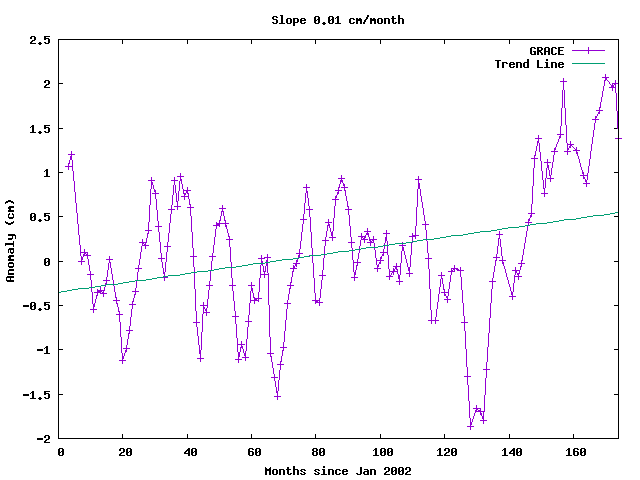 Slope 0.01 cm/month
GRACE
Trend Line
2.5
2
1.5
1
0.5
0
-0.5
-1
-1.5
-2
Anomaly (cm)
0 20 40 60 80 100 120 140 160
Months since Jan 2002